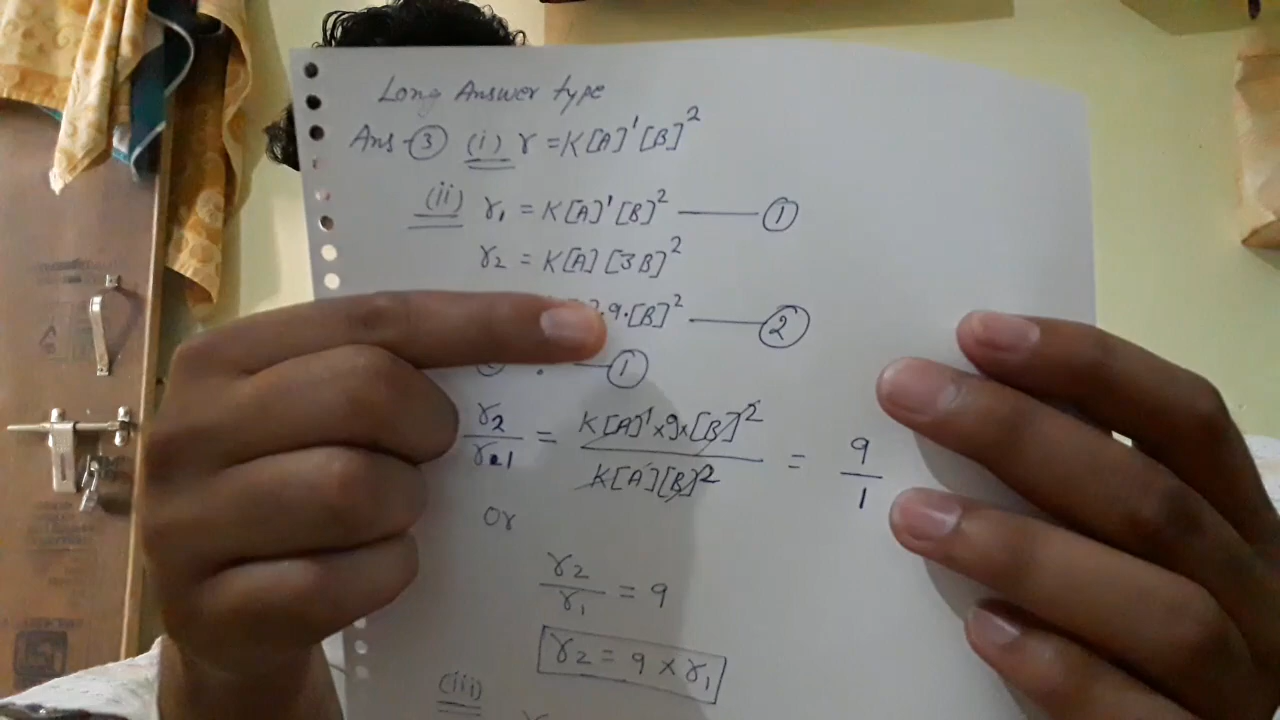 Long Answer type
Ans-③ (i) r = K[A]¹[B]²
(ii) r₁ = K[A]¹[B]² —— ①
r₂ = K[A][3B]²
·9·[B]² —— ②
①
r₂/r₁ = K[A]¹×9×[B]²/K[A][B]² = 9/1
Or
r₂/r₁ = 9
r₂ = 9 × r₁
(iii)